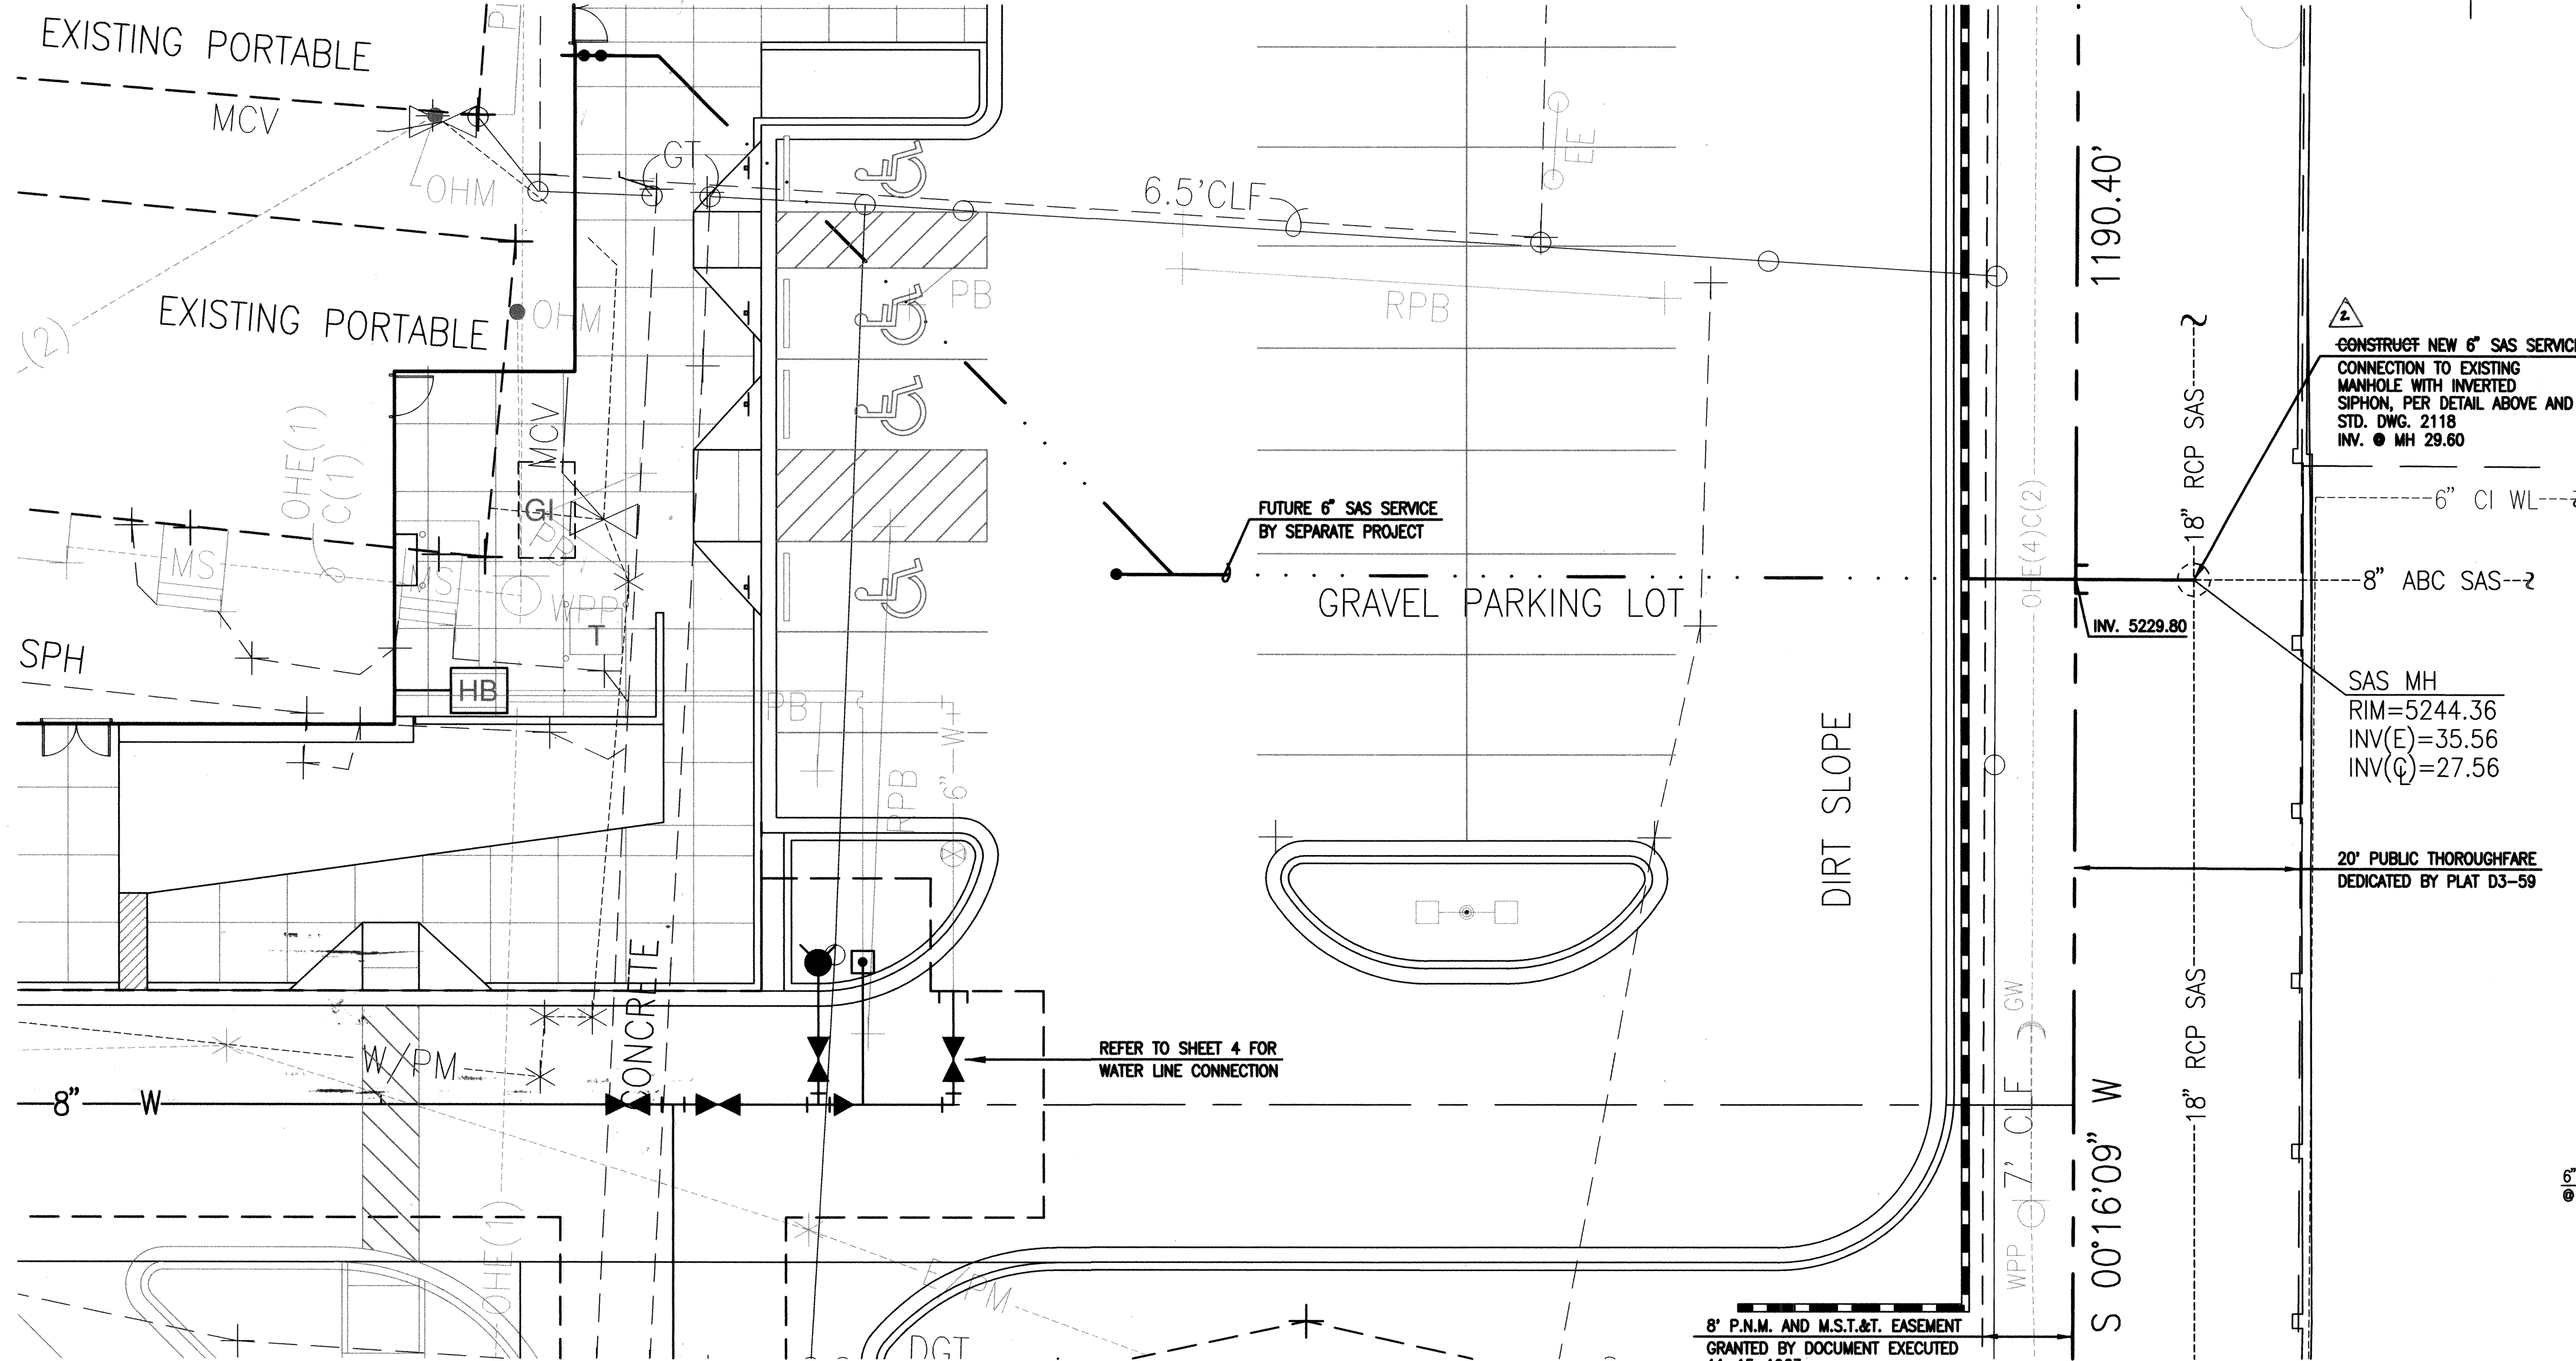 EXISTING PORTABLE
MCV
OHM
GT
EXISTING PORTABLE
OHM
(2)
OHE(1)
C(1)
MCV
GI
PB
MS
MS
WPP
T
SPH
HB
PB
PB
RPB
6"
W
6.5'CLF
EE
RPB
FUTURE 6" SAS SERVICE
BY SEPARATE PROJECT
GRAVEL PARKING LOT
DIRT SLOPE
OHE(4)C(2)
1190.40'
18" RCP SAS
2
CONSTRUCT NEW 6" SAS SERVICE
CONNECTION TO EXISTING
MANHOLE WITH INVERTED
SIPHON, PER DETAIL ABOVE AND
STD. DWG. 2118
INV. @ MH 29.60
6" CI WL
8" ABC SAS
INV. 5229.80
SAS MH
RIM=5244.36
INV(E)=35.56
INV(℄)=27.56
20' PUBLIC THOROUGHFARE
DEDICATED BY PLAT D3-59
18" RCP SAS
GW
7' CLF
WPP
S 00°16'09" W
CONCRETE
W/PM
8" W
REFER TO SHEET 4 FOR
WATER LINE CONNECTION
OHE(1)
DGT
8' P.N.M. AND M.S.T.&T. EASEMENT
GRANTED BY DOCUMENT EXECUTED
6"
@